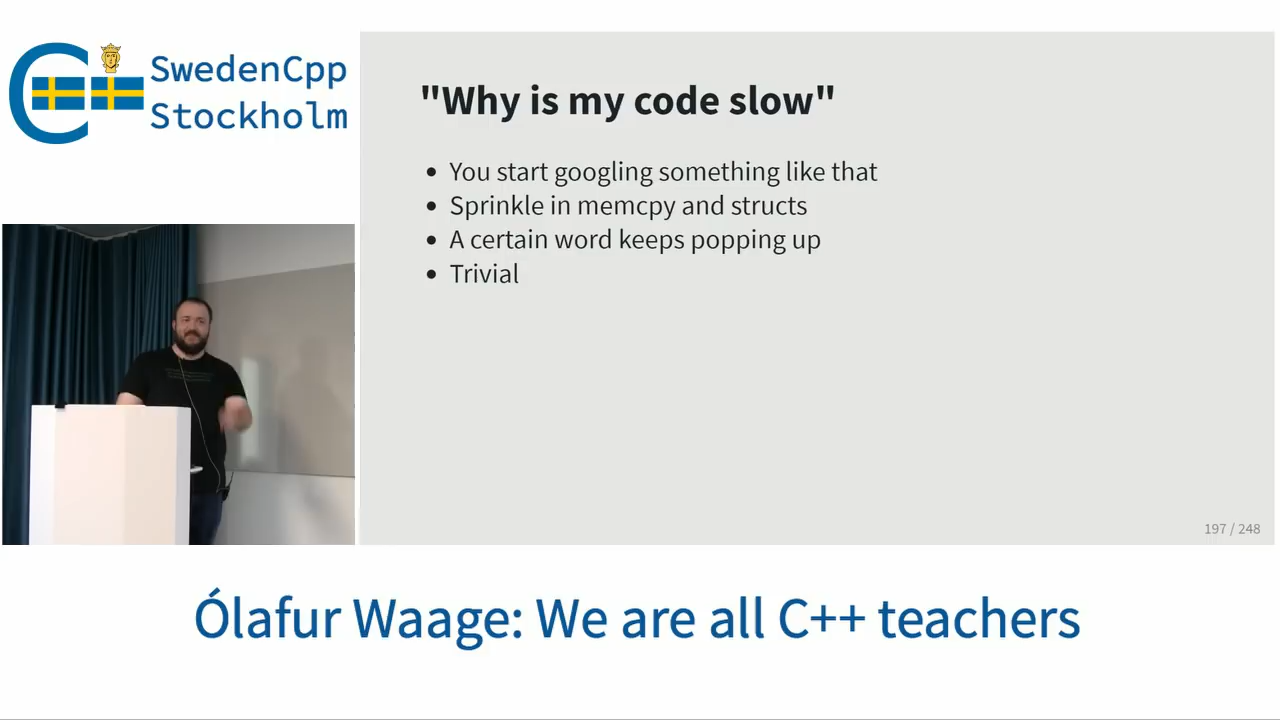 SwedenCpp
Stockholm
"Why is my code slow"
You start googling something like that
Sprinkle in memcpy and structs
A certain word keeps popping up
Trivial
197 / 248
Ólafur Waage: We are all C++ teachers